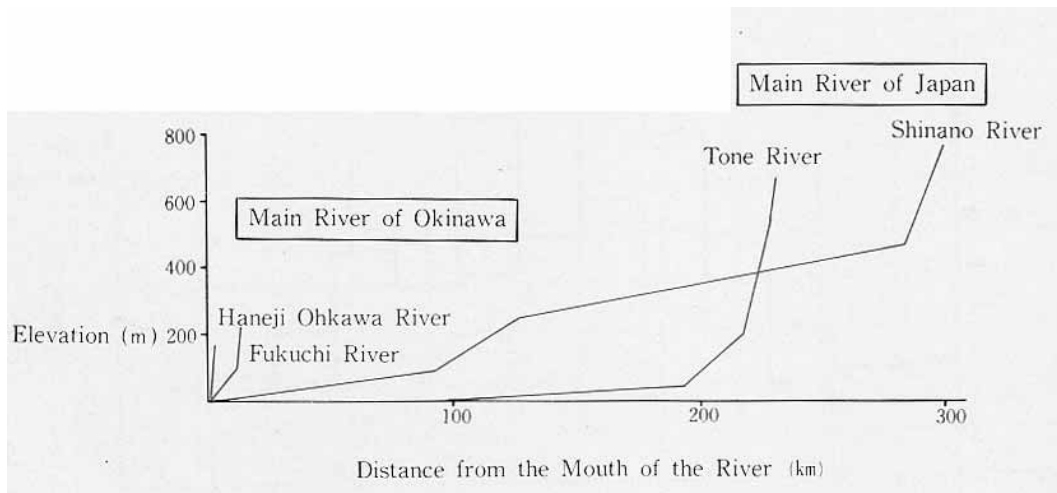 Main River of Japan
Shinano River
Tone River
800
600
400
200
Main River of Okinawa
Haneji Ohkawa River
Elevation (m)
Fukuchi River
100
200
300
Distance from the Mouth of the River (km)